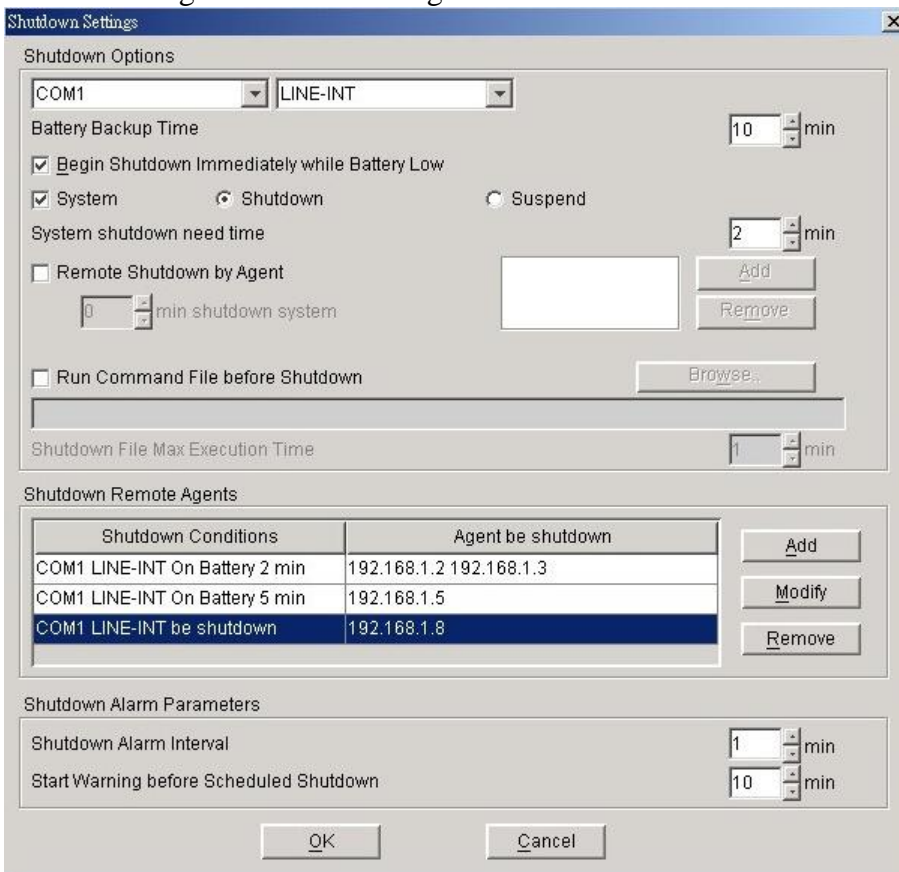 Shutdown Settings
Shutdown Options
COM1 LINE-INT
Battery Backup Time 10 min
Begin Shutdown Immediately while Battery Low
System Shutdown Suspend
System shutdown need time 2 min
Remote Shutdown by Agent Add
0 min shutdown system Remove
Run Command File before Shutdown Browse..
Shutdown File Max Execution Time 1 min
Shutdown Remote Agents
Shutdown Conditions Agent be shutdown
Add
COM1 LINE-INT On Battery 2 min 192.168.1.2 192.168.1.3
COM1 LINE-INT On Battery 5 min 192.168.1.5
Modify
COM1 LINE-INT be shutdown 192.168.1.8
Remove
Shutdown Alarm Parameters
Shutdown Alarm Interval 1 min
Start Warning before Scheduled Shutdown 10 min
OK Cancel